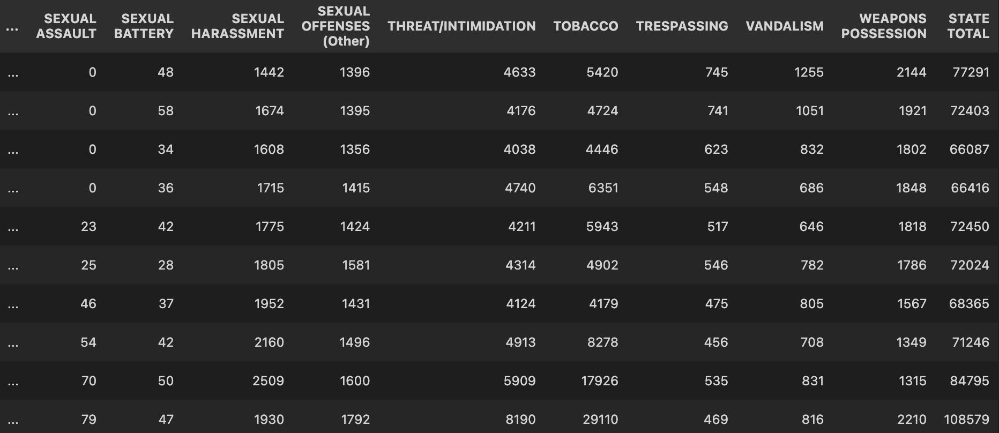 ... SEXUAL ASSAULT SEXUAL BATTERY SEXUAL HARASSMENT SEXUAL OFFENSES (Other) THREAT/INTIMIDATION TOBACCO TRESPASSING VANDALISM WEAPONS POSSESSION STATE TOTAL
... 0 48 1442 1396 4633 5420 745 1255 2144 77291
... 0 58 1674 1395 4176 4724 741 1051 1921 72403
... 0 34 1608 1356 4038 4446 623 832 1802 66087
... 0 36 1715 1415 4740 6351 548 686 1848 66416
... 23 42 1775 1424 4211 5943 517 646 1818 72450
... 25 28 1805 1581 4314 4902 546 782 1786 72024
... 46 37 1952 1431 4124 4179 475 805 1567 68365
... 54 42 2160 1496 4913 8278 456 708 1349 71246
... 70 50 2509 1600 5909 17926 535 831 1315 84795
... 79 47 1930 1792 8190 29110 469 816 2210 108579